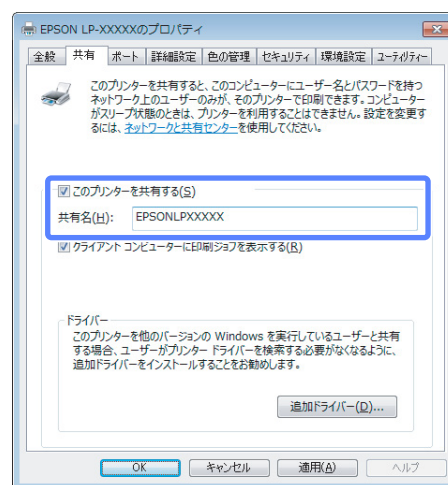 EPSON LP-XXXXXのプロパティ
全般 共有 ポート 詳細設定 色の管理 セキュリティ 環境設定 ユーティリティー
このプリンターを共有すると、このコンピューターにユーザー名とパスワードを持つ
ネットワーク上のユーザーのみが、そのプリンターで印刷できます。コンピューター
がスリープ状態のときは、プリンターを利用することはできません。設定を変更す
るには、ネットワークと共有センターを使用してください。
このプリンターを共有する(S)
共有名(H): EPSONLPXXXXX
クライアント コンピューターに印刷ジョブを表示する(R)
ドライバー
このプリンターを他のバージョンの Windows を実行しているユーザーと共有
する場合、ユーザーがプリンター ドライバーを検索する必要がなくなるように、
追加ドライバーをインストールすることをお勧めします。
追加ドライバー(D)...
OK キャンセル 適用(A) ヘルプ